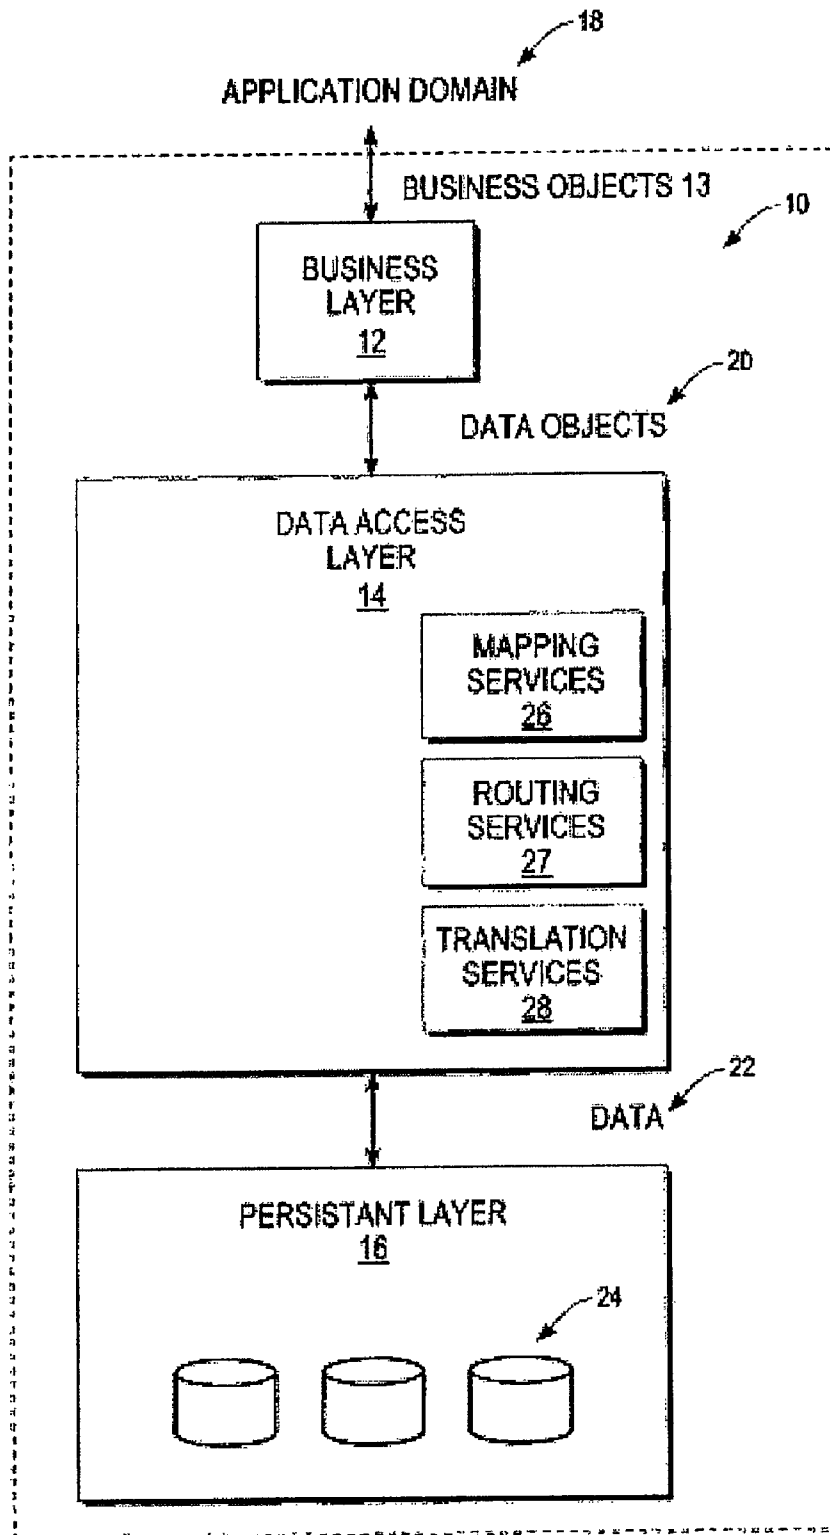 18
APPLICATION DOMAIN
BUSINESS OBJECTS 13
10
BUSINESS
LAYER
12
20
DATA OBJECTS
DATA ACCESS
LAYER
14
MAPPING
SERVICES
26
ROUTING
SERVICES
27
TRANSLATION
SERVICES
28
22
DATA
PERSISTANT LAYER
16
24